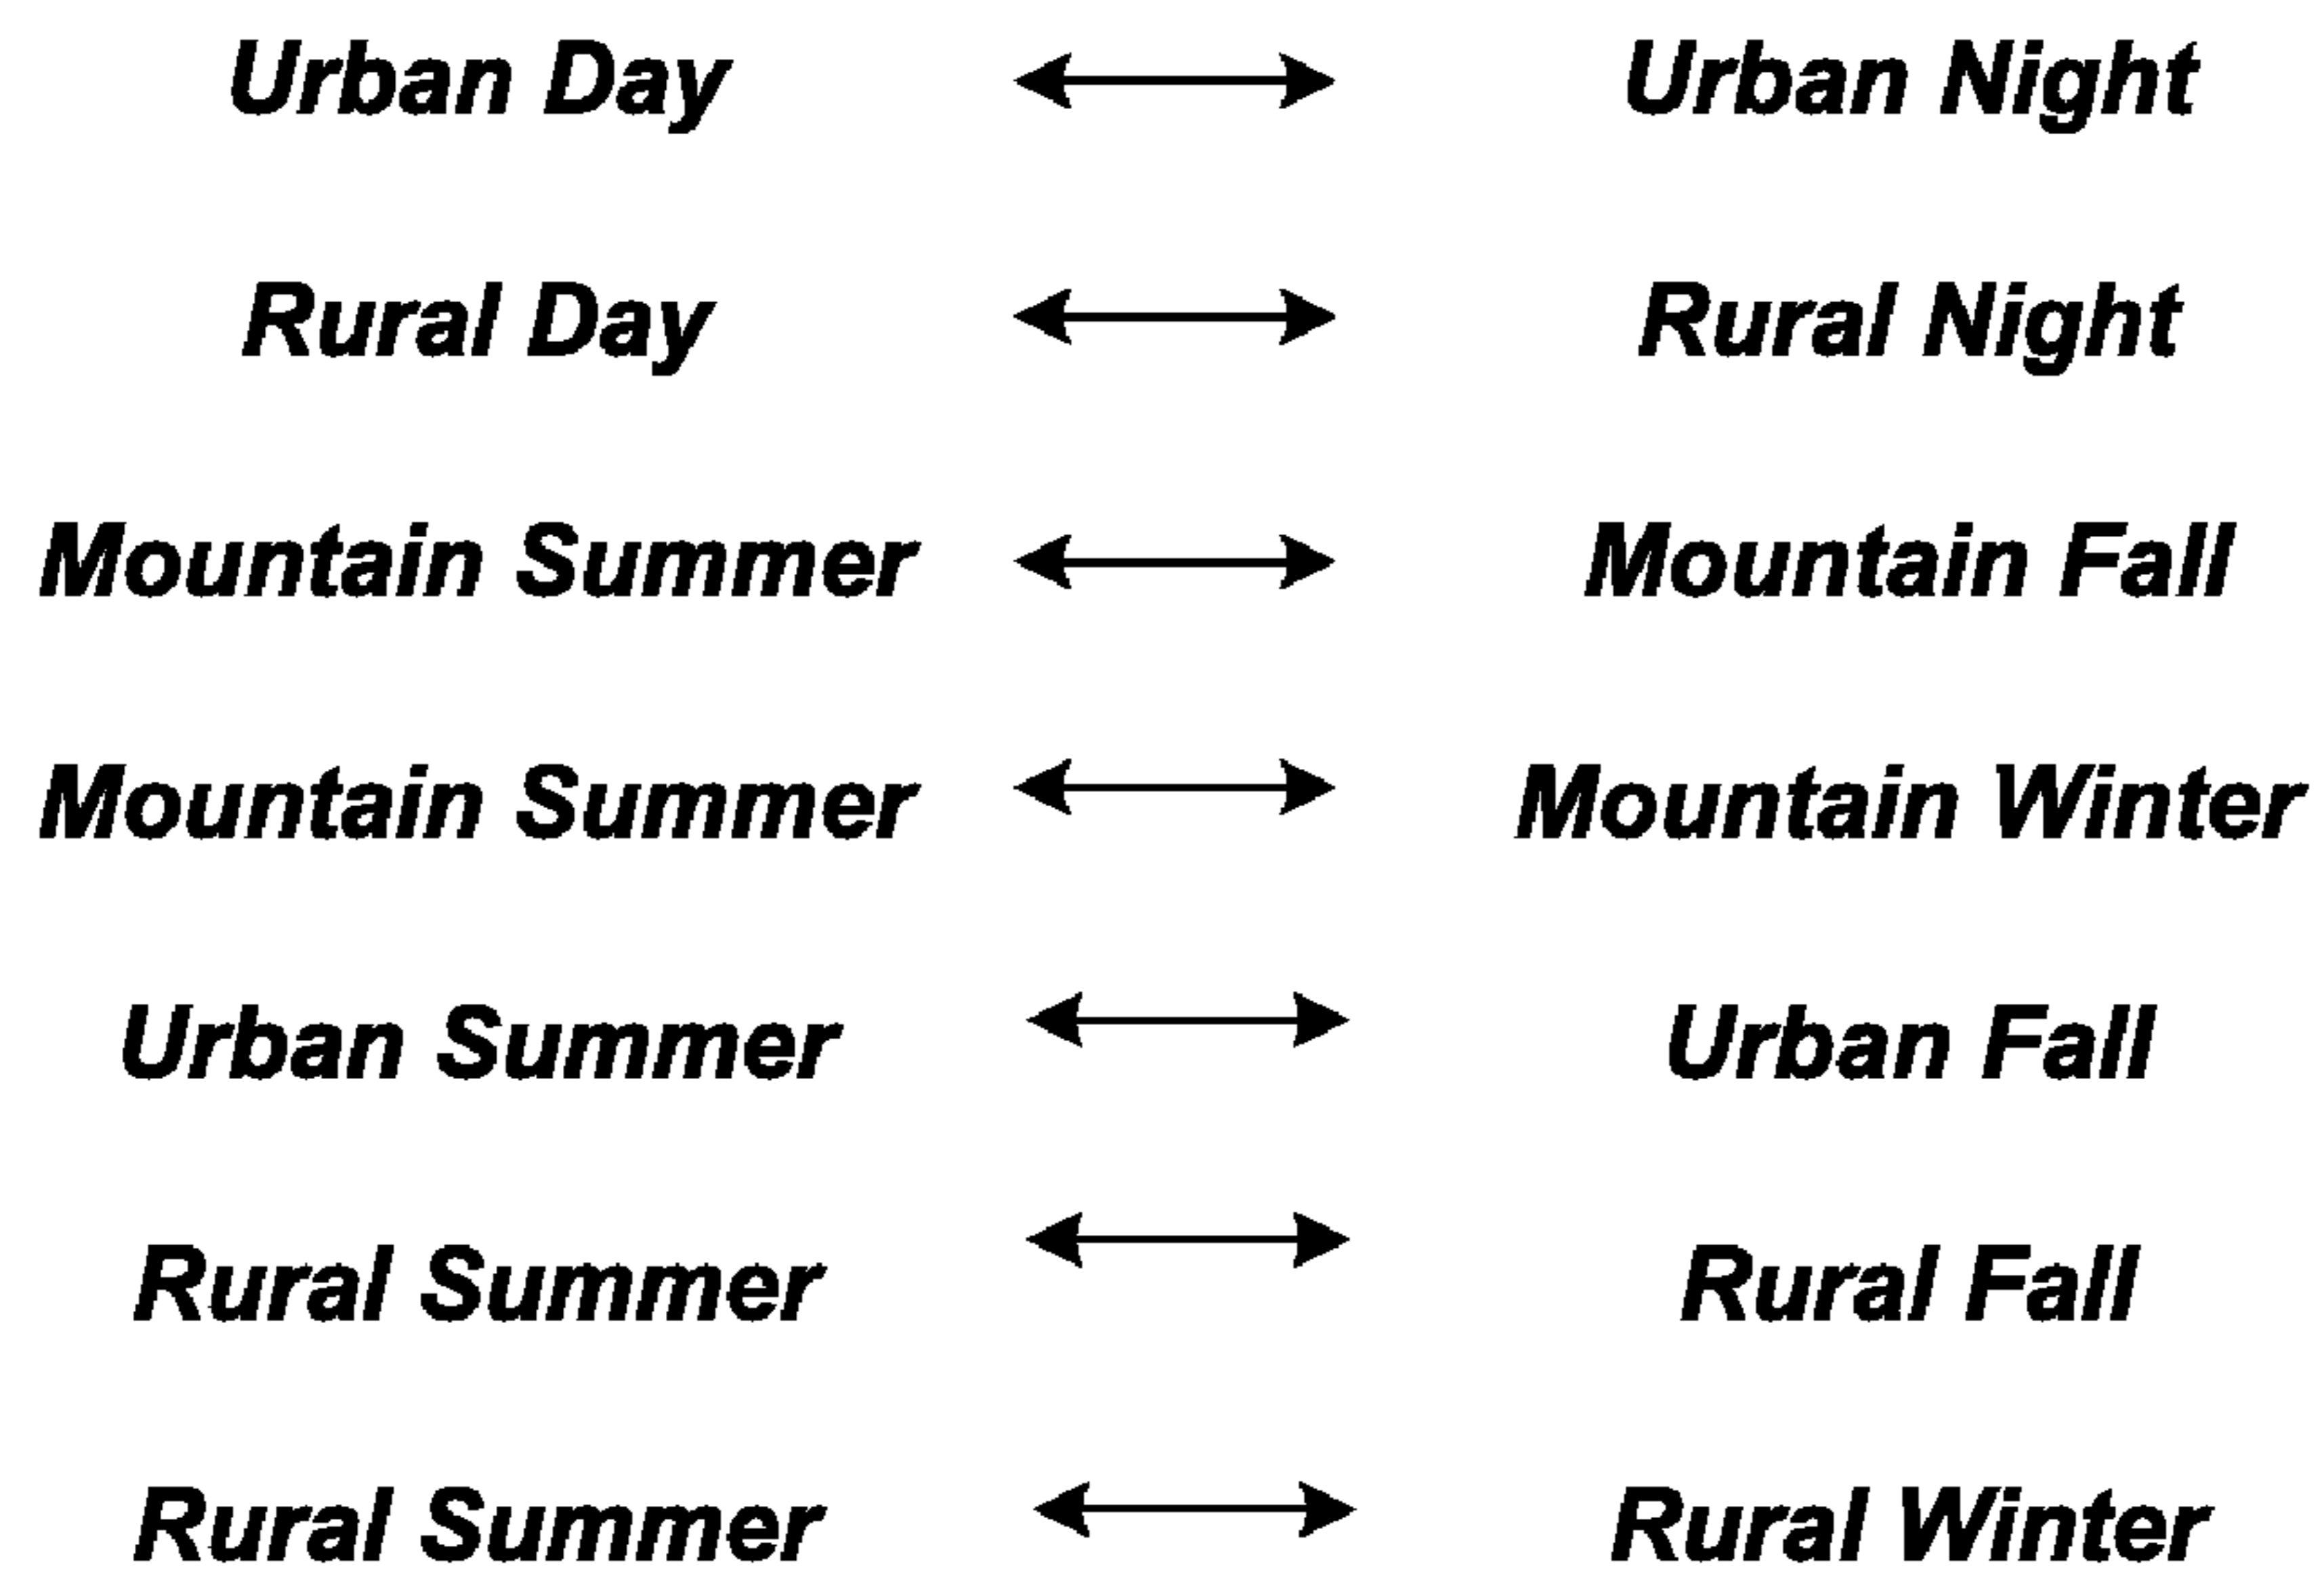 Urban Day Urban Night
Rural Day Rural Night
Mountain Summer Mountain Fall
Mountain Summer Mountain Winter
Urban Summer Urban Fall
Rural Summer Rural Fall
Rural Summer Rural Winter